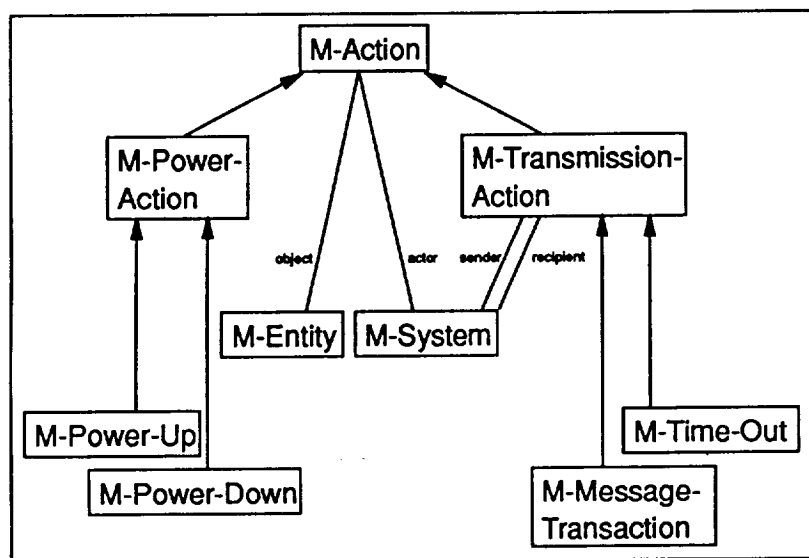 M-Action
M-Power-
Action
M-Transmission-
Action
object
actor
sender
recipient
M-Entity
M-System
M-Power-Up
M-Time-Out
M-Power-Down
M-Message-
Transaction